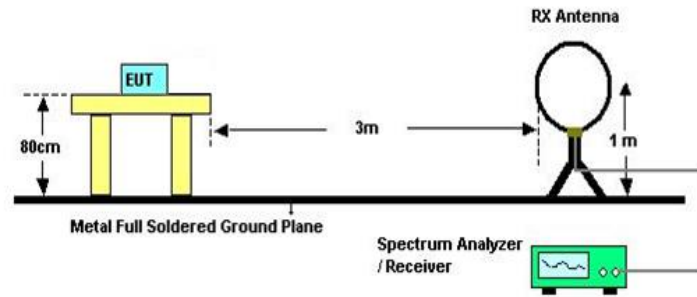 RX Antenna
EUT
3m
80cm
1 m
Metal Full Soldered Ground Plane
Spectrum Analyzer
/ Receiver